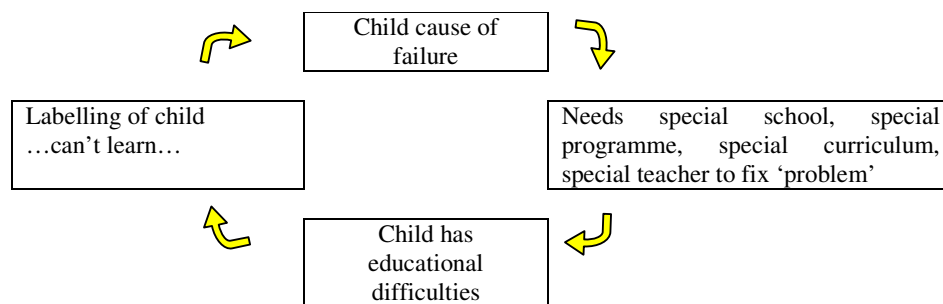 Child cause of
failure
Labelling of child
…can't learn…
Needs special school, special
programme, special curriculum,
special teacher to fix ‘problem’
Child has
educational
difficulties